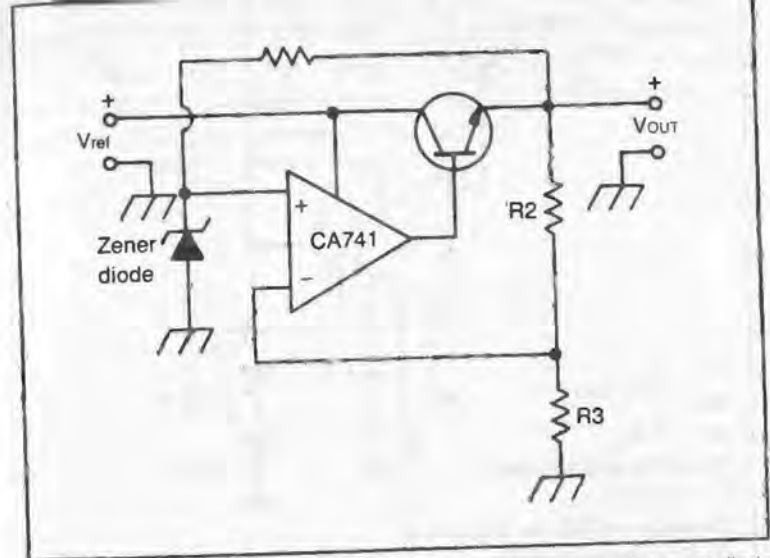 +
+
Vref
VOUT
+
R2
CA741
Zener
diode
−
R3